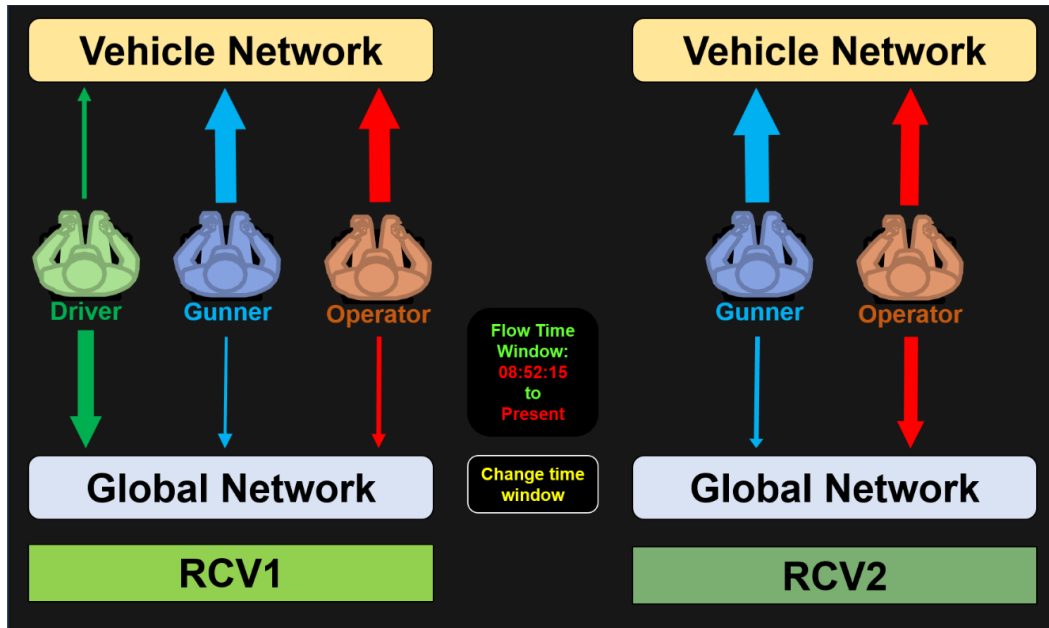 Vehicle Network
Driver
Gunner
Operator
Global Network
RCV1
Flow Time
Window:
08:52:15
to
Present
Change time
window
Vehicle Network
Gunner
Operator
Global Network
RCV2